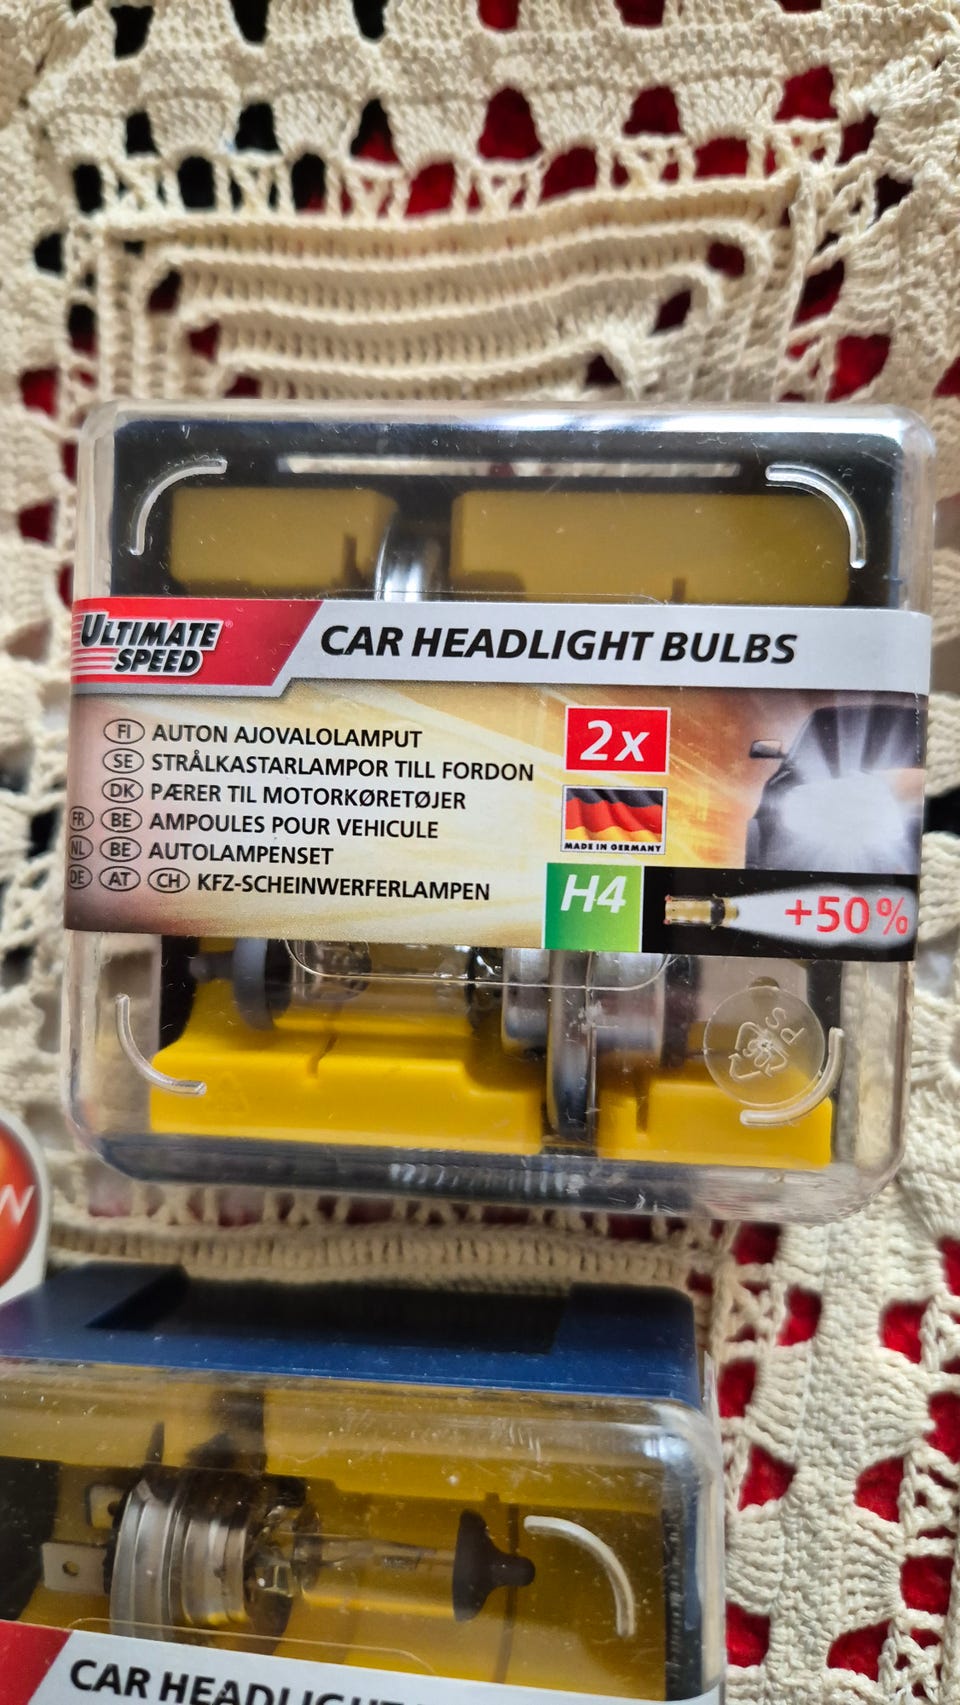 ULTIMATE SPEED®
CAR HEADLIGHT BULBS
FI AUTON AJOVALOLAMPUT
SE STRÅLKASTARLAMPOR TILL FORDON
DK PÆRER TIL MOTORKØRETØJER
FR BE AMPOULES POUR VEHICULE
NL BE AUTOLAMPENSET
DE AT CH KFZ-SCHEINWERFERLAMPEN
2x
MADE IN GERMANY
H4
+50%
PS
CAR HEADLIGHT